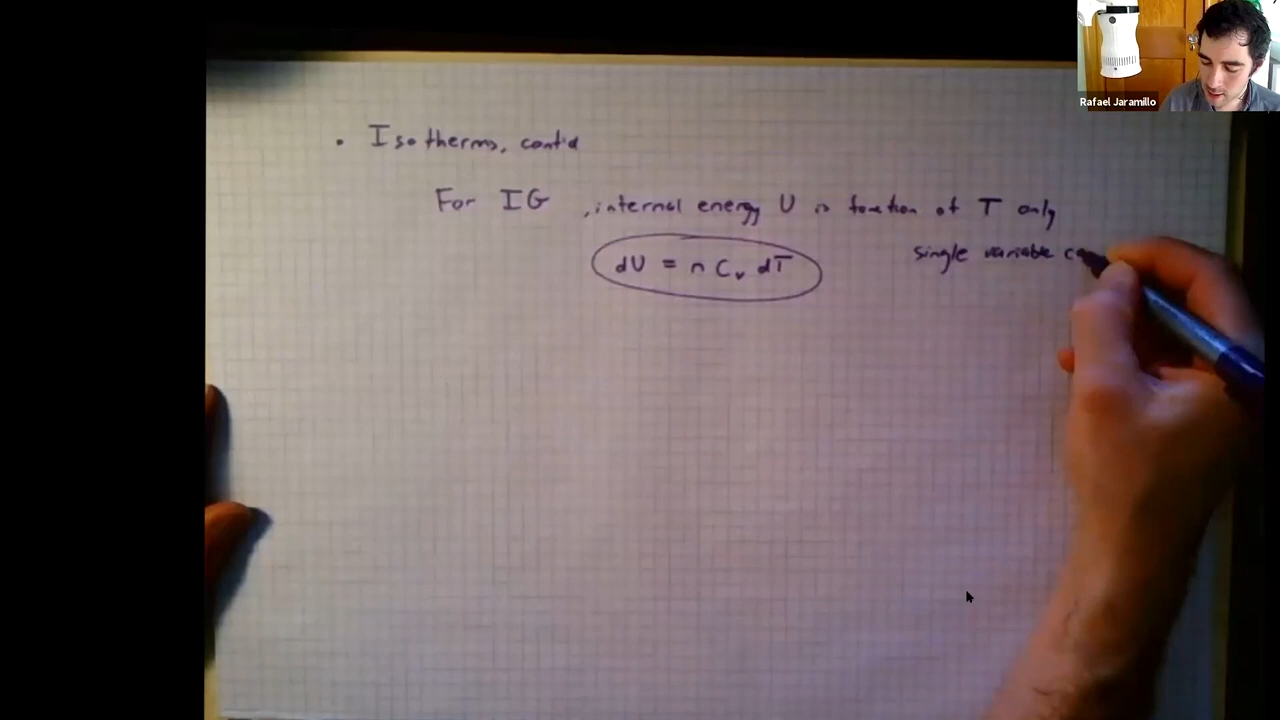 Rafael Jaramillo
• Isotherms, cont'd
For IG, internal energy U is function of T only
dU = n Cv dT
single variable